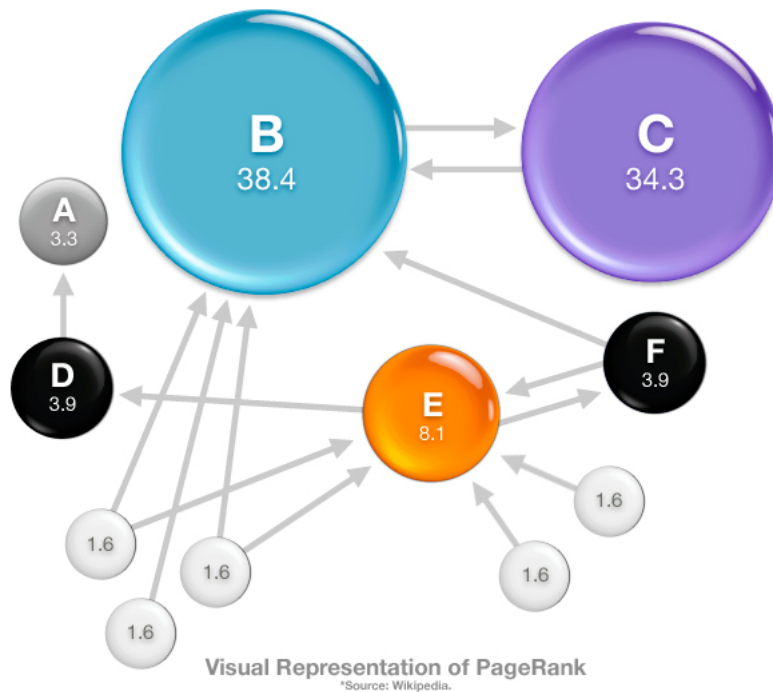 B
38.4
C
34.3
A
3.3
D
3.9
E
8.1
F
3.9
1.6
1.6
1.6
1.6
1.6
Visual Representation of PageRank
*Source: Wikipedia.